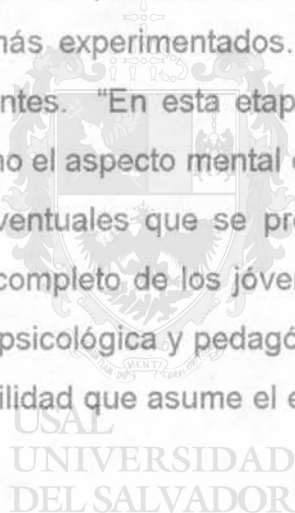 más experimentados.
ntes. "En esta etap
no el aspecto mental
ventuales que se pr
completo de los jóver
psicológica y pedagó
ilidad que asume el e
USAL
UNIVERSIDAD
DEL SALVADOR